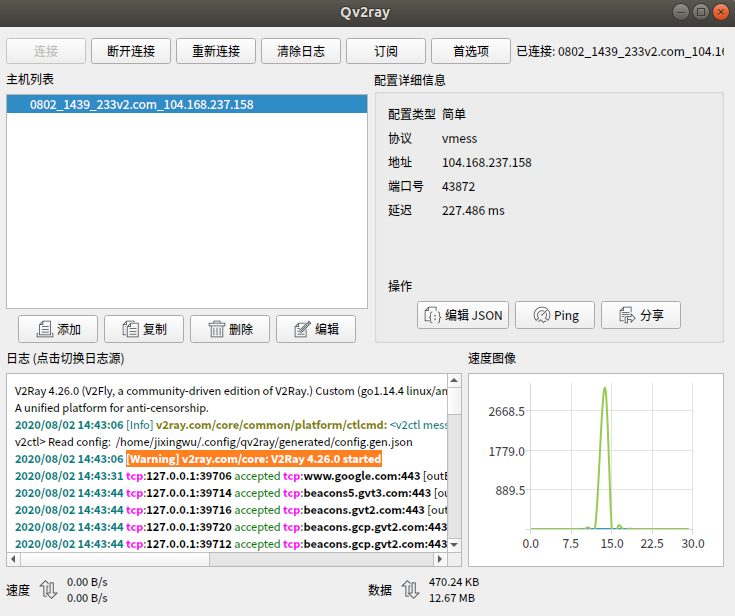 Qv2ray
连接 断开连接 重新连接 清除日志 订阅 首选项 已连接: 0802_1439_233v2.com_104.16
主机列表
0802_1439_233v2.com_104.168.237.158
添加 复制 删除 编辑
配置详细信息
配置类型 简单
协议 vmess
地址 104.168.237.158
端口号 43872
延迟 227.486 ms
操作
编辑 JSON Ping 分享
日志 (点击切换日志源)
V2Ray 4.26.0 (V2Fly, a community-driven edition of V2Ray.) Custom (go1.14.4 linux/am
A unified platform for anti-censorship.
2020/08/02 14:43:06 [Info] v2ray.com/core/common/platform/ctlcmd: <v2ctl mess
v2ctl> Read config: /home/jixingwu/.config/qv2ray/generated/config.gen.json
2020/08/02 14:43:06 [Warning] v2ray.com/core: V2Ray 4.26.0 started
2020/08/02 14:43:31 tcp:127.0.0.1:39706 accepted tcp:www.google.com:443 [outB
2020/08/02 14:43:44 tcp:127.0.0.1:39714 accepted tcp:beacons5.gvt3.com:443 [o
2020/08/02 14:43:44 tcp:127.0.0.1:39716 accepted tcp:beacons.gvt2.com:443 [out
2020/08/02 14:43:44 tcp:127.0.0.1:39720 accepted tcp:beacons.gcp.gvt2.com:443
2020/08/02 14:43:44 tcp:127.0.0.1:39712 accepted tcp:beacons.gcp.gvt2.com:443
速度图像
2668.5
1779.0
889.5
0.0 7.5 15.0 22.5 30.0
速度 0.00 B/s
0.00 B/s
数据 470.24 KB
12.67 MB